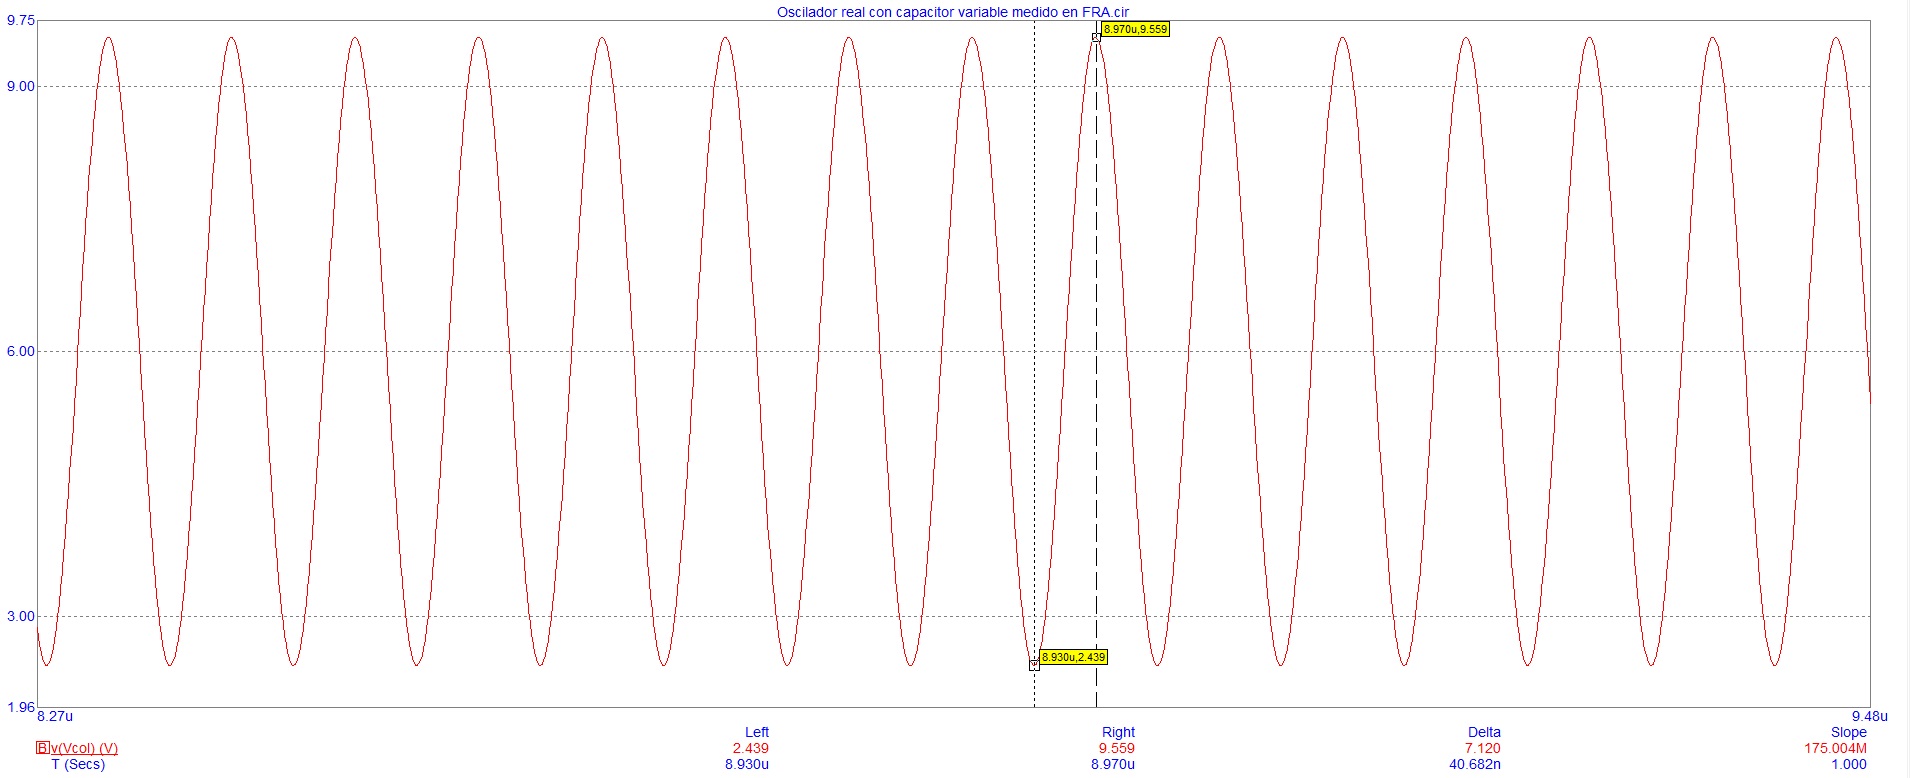 Oscilador real con capacitor variable medido en FRA.cir
9.75
8.970u,9.559
9.00
6.00
3.00
8.930u,2.439
1.96
8.27u 9.48u
Left Right Delta Slope
B v(Vcol) (V) 2.439 9.559 7.120 175.004M
T (Secs) 8.930u 8.970u 40.682n 1.000